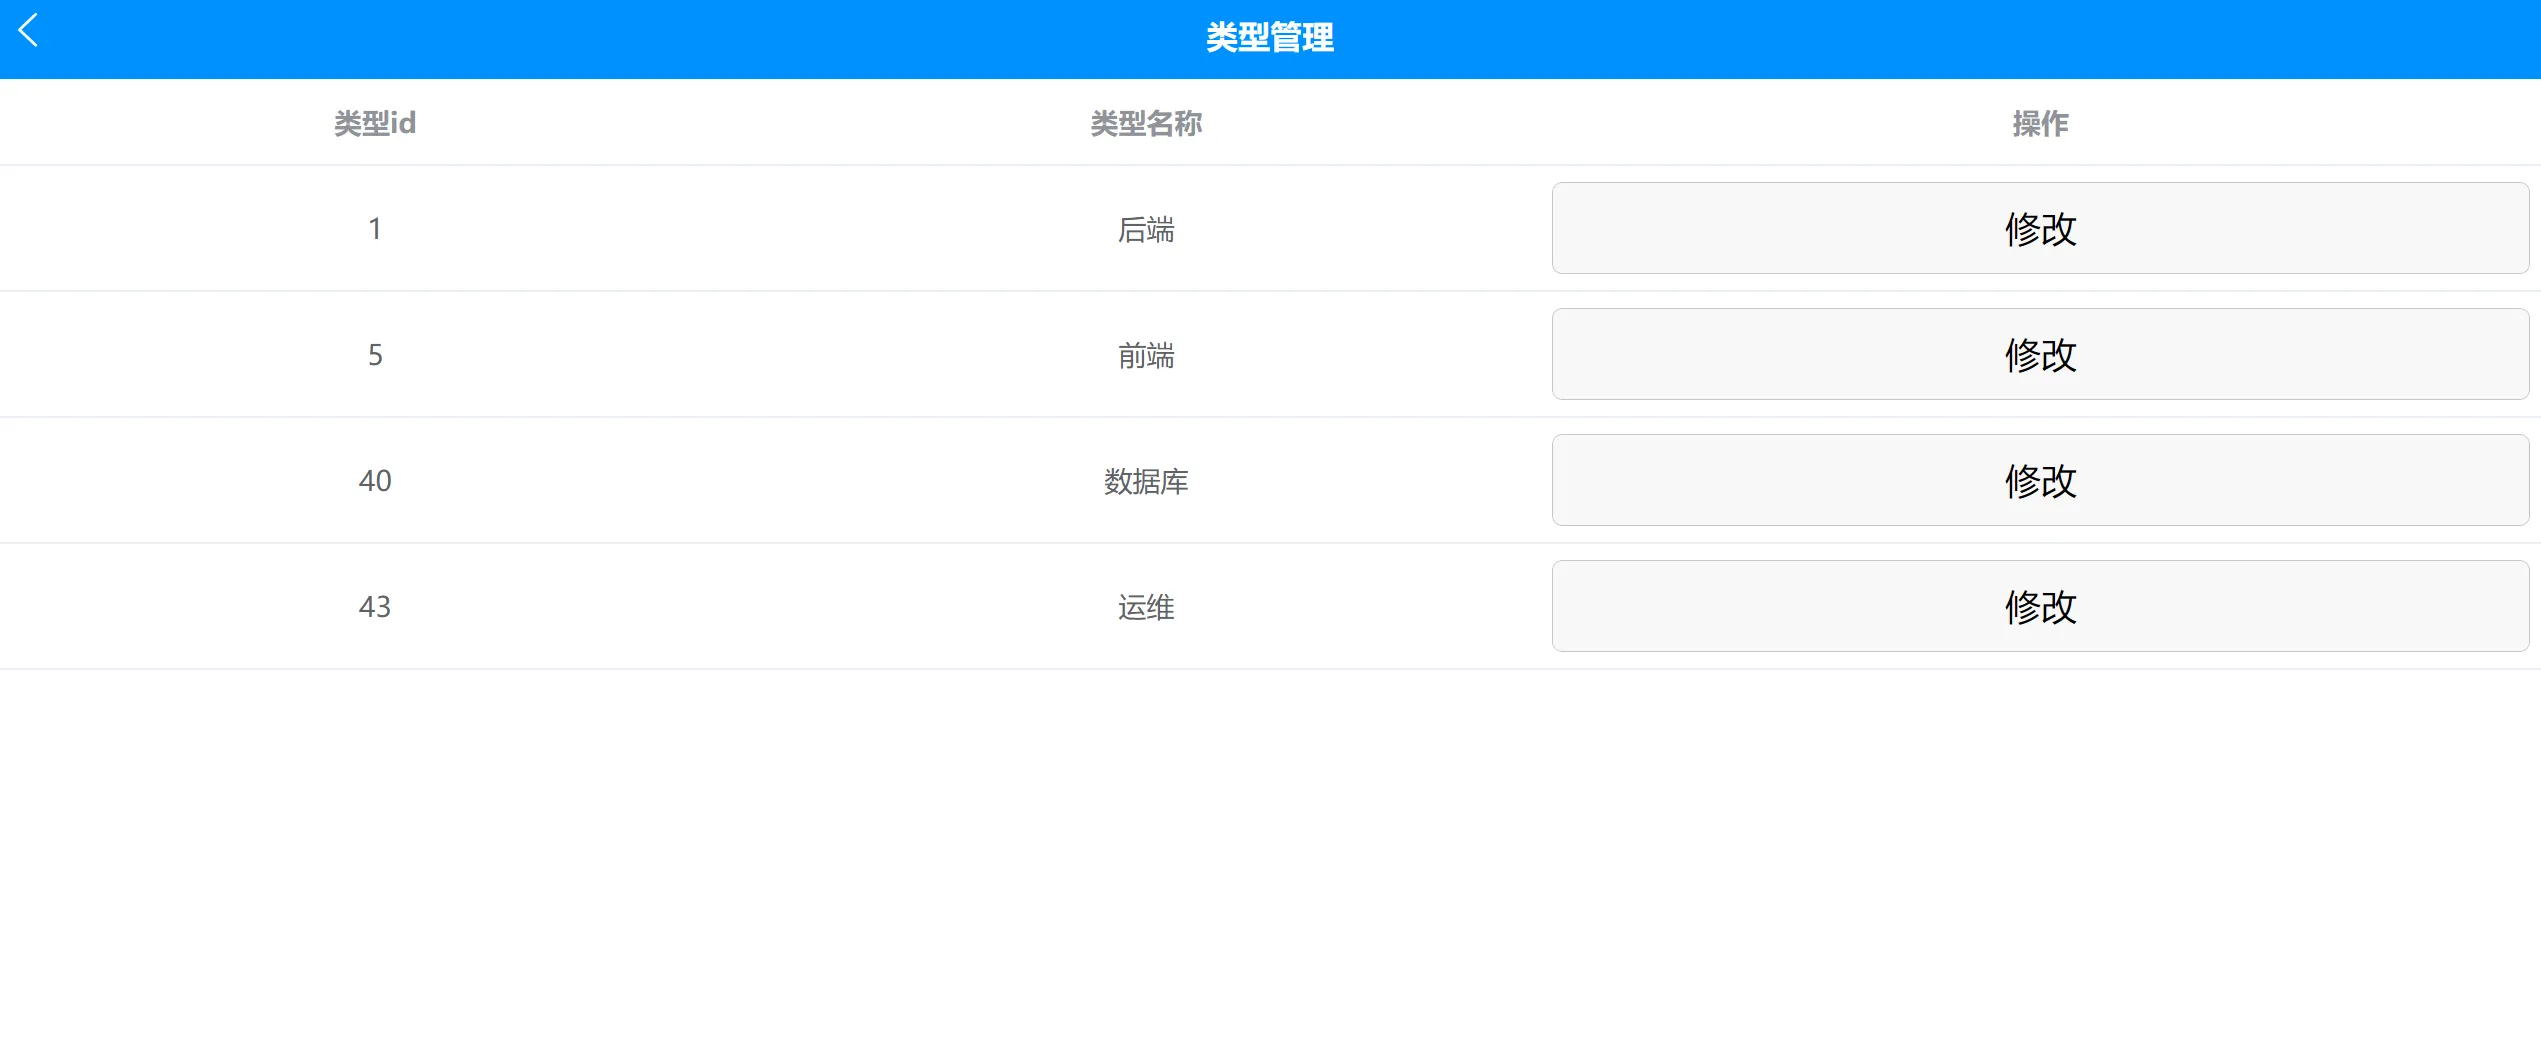 类型管理
类型id 类型名称 操作
1 后端 修改
5 前端 修改
40 数据库 修改
43 运维 修改